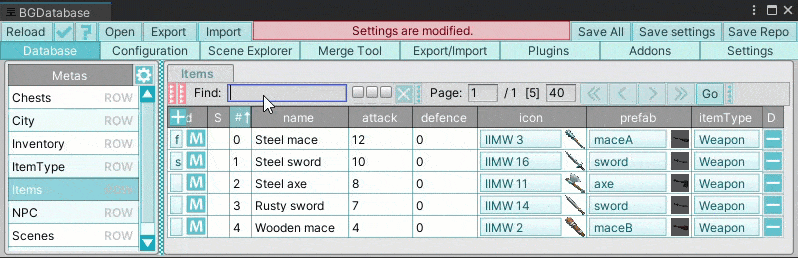 BGDatabase
Reload Open Export Import Settings are modified. Save All Save settings Save Repo
Database Configuration Scene Explorer Merge Tool Export/Import Plugins Addons Settings
Metas
Chests ROW
City ROW
Inventory ROW
ItemType ROW
Items
NPC ROW
Scenes ROW
Items
Find: Page: 1 / 1 [5] 40 << < > >> Go
d S #↑ name attack defence icon prefab itemType D
f M 0 Steel mace 12 0 IIMW 3 maceA Weapon
s M 1 Steel sword 10 0 IIMW 16 sword Weapon
M 2 Steel axe 8 0 IIMW 11 axe Weapon
M 3 Rusty sword 7 0 IIMW 14 sword Weapon
M 4 Wooden mace 4 0 IIMW 2 maceB Weapon